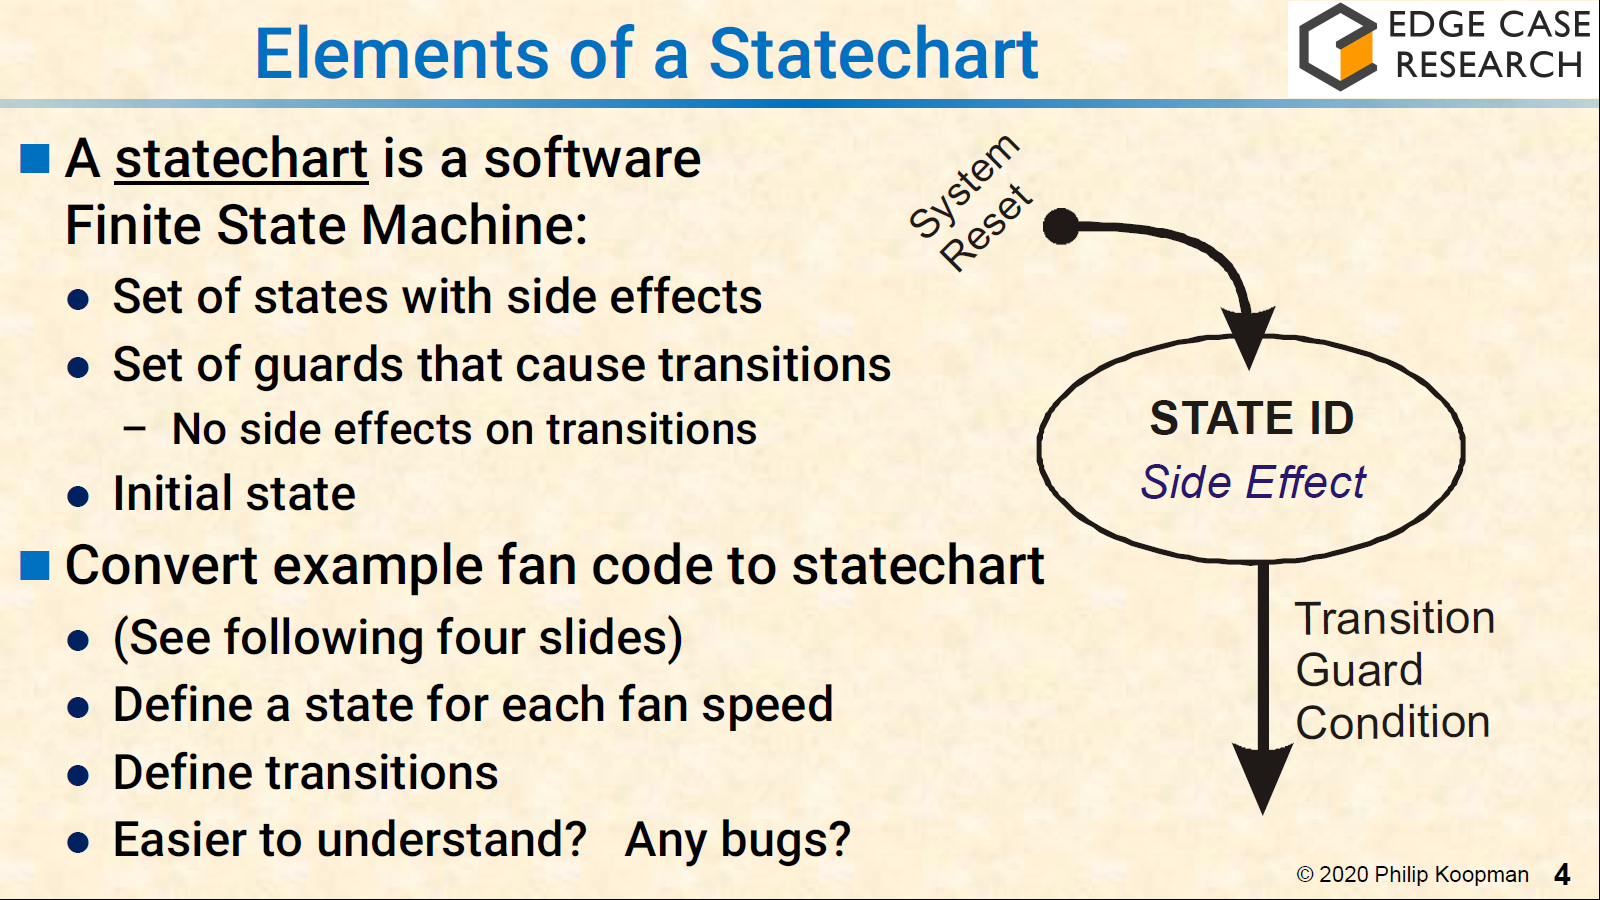 Elements of a Statechart
EDGE CASE
RESEARCH
■ A statechart is a software
Finite State Machine:
● Set of states with side effects
● Set of guards that cause transitions
– No side effects on transitions
● Initial state
■ Convert example fan code to statechart
● (See following four slides)
● Define a state for each fan speed
● Define transitions
● Easier to understand? Any bugs?
System
Reset
STATE ID
Side Effect
Transition
Guard
Condition
© 2020 Philip Koopman 4